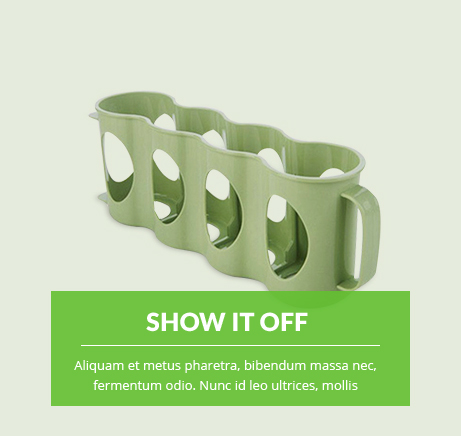 SHOW IT OFF
Aliquam et metus pharetra, bibendum massa nec,
fermentum odio. Nunc id leo ultrices, mollis